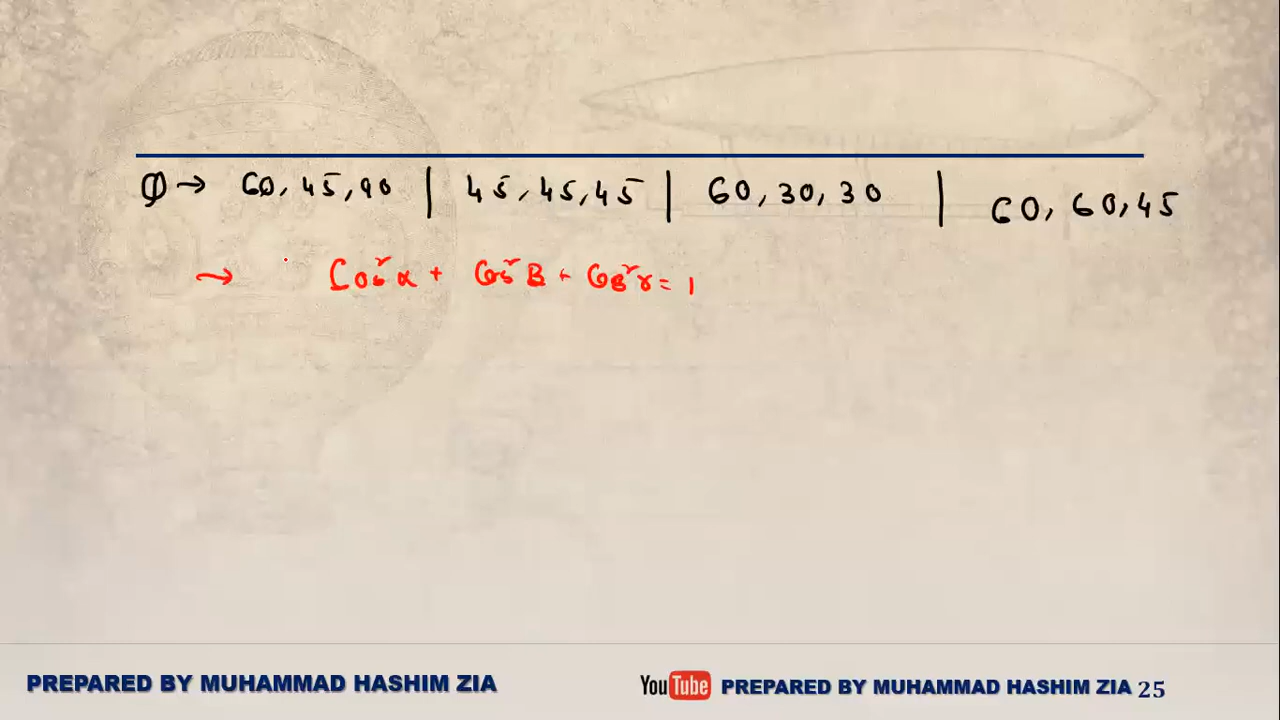 Q → 60, 45, 90 | 45, 45, 45 | 60, 30, 30 | 60, 60, 45
→ Cos²α + Cos²β + Cos²γ = 1
PREPARED BY MUHAMMAD HASHIM ZIA
YouTube PREPARED BY MUHAMMAD HASHIM ZIA 25